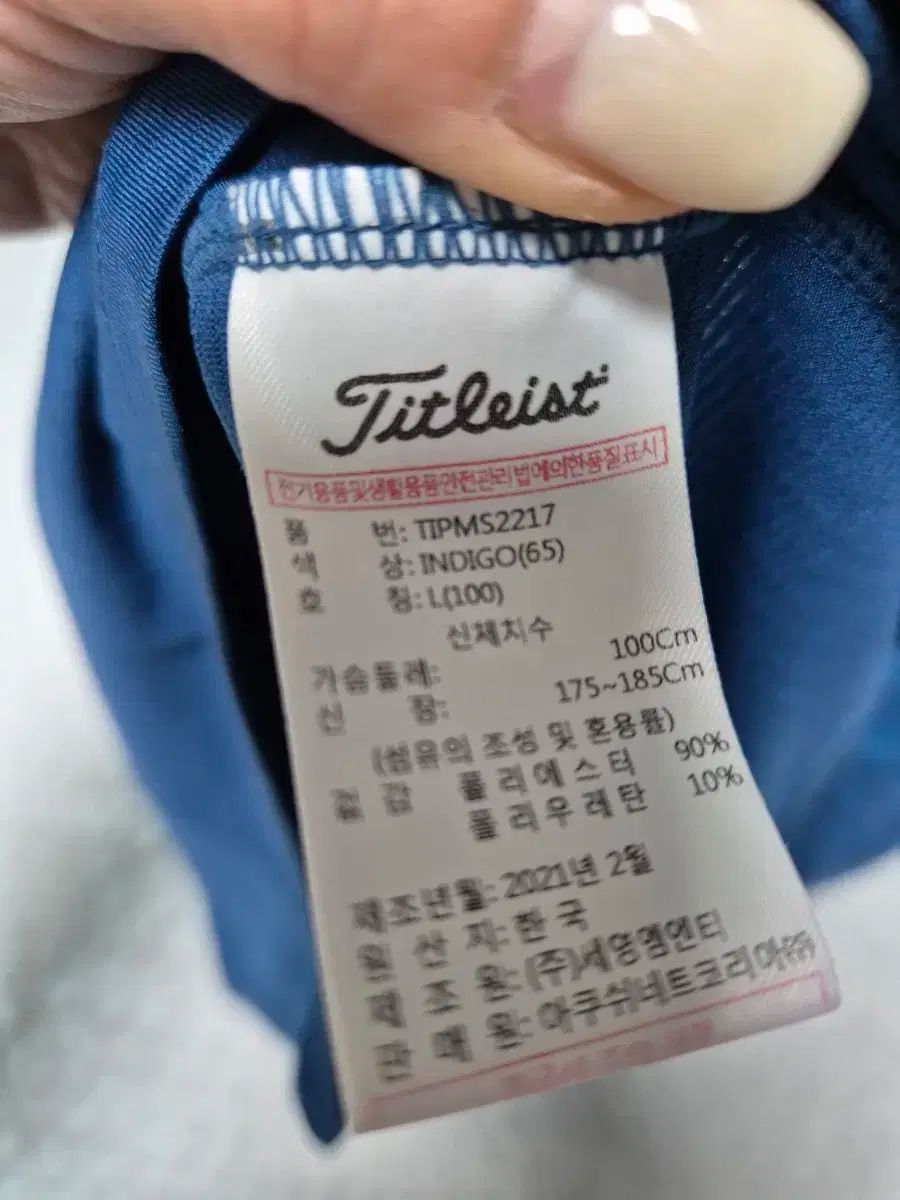 Titleist
전기용품및생활용품안전관리법에의한품질표시
품 번: TIPMS2217
색 상: INDIGO(65)
호 칭: L(100)
신체치수
가슴둘레: 100Cm
신 장: 175~185Cm
(섬유의 조성 및 혼용률)
겉 감 폴리에스터 90%
폴리우레탄 10%
제조년월: 2021년 2월
원 산 지: 한 국
제 조 원: (주)세영엠엔티
판 매 원: 아쿠쉬네트코리아㈜